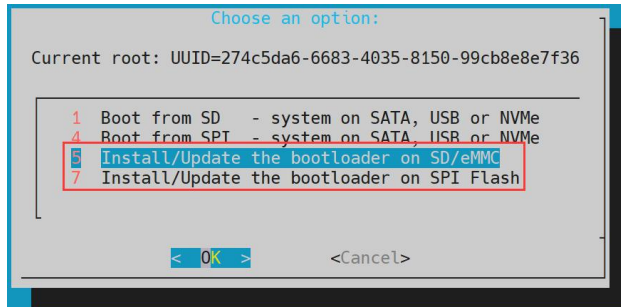 Choose an option:
Current root: UUID=274c5da6-6683-4035-8150-99cb8e8e7f36
1 Boot from SD - system on SATA, USB or NVMe
4 Boot from SPI - system on SATA, USB or NVMe
5 Install/Update the bootloader on SD/eMMC
7 Install/Update the bootloader on SPI Flash
< OK > <Cancel>